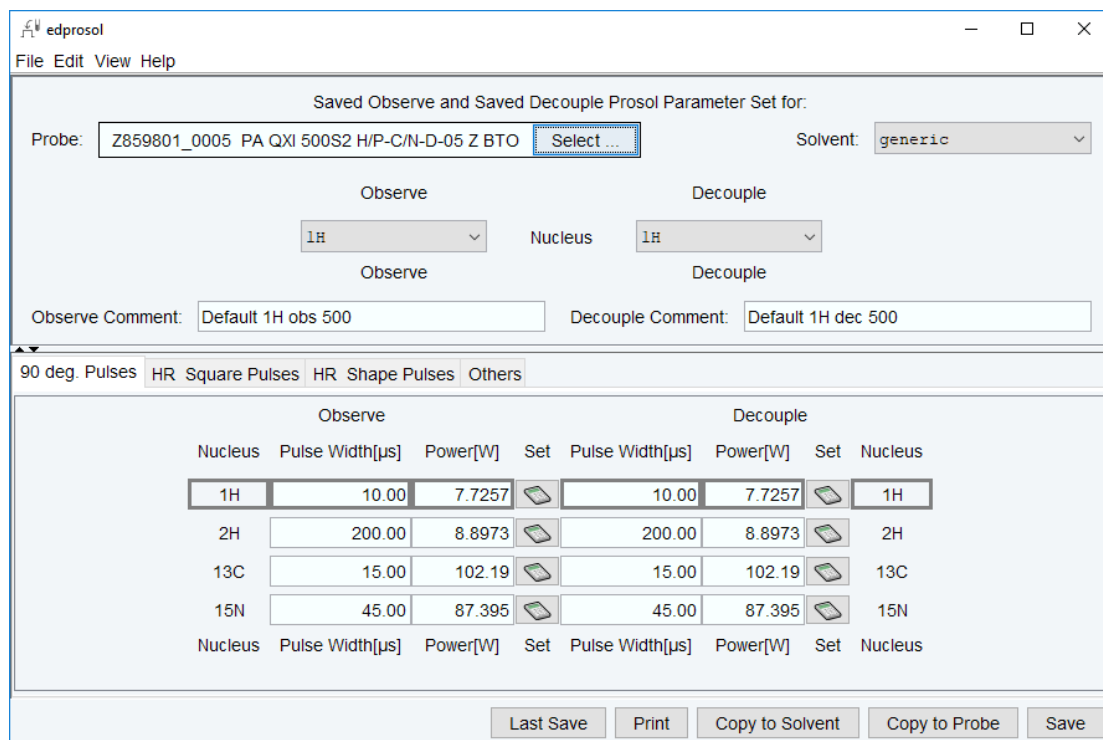 edprosol
File Edit View Help
Saved Observe and Saved Decouple Prosol Parameter Set for:
Probe: Z859801_0005 PA QXI 500S2 H/P-C/N-D-05 Z BTO Select ... Solvent: generic
Observe Decouple
1H Nucleus 1H
Observe Decouple
Observe Comment: Default 1H obs 500 Decouple Comment: Default 1H dec 500
90 deg. Pulses HR Square Pulses HR Shape Pulses Others
Observe Decouple
Nucleus Pulse Width[µs] Power[W] Set Pulse Width[µs] Power[W] Set Nucleus
1H 10.00 7.7257 10.00 7.7257 1H
2H 200.00 8.8973 200.00 8.8973 2H
13C 15.00 102.19 15.00 102.19 13C
15N 45.00 87.395 45.00 87.395 15N
Nucleus Pulse Width[µs] Power[W] Set Pulse Width[µs] Power[W] Set Nucleus
Last Save Print Copy to Solvent Copy to Probe Save